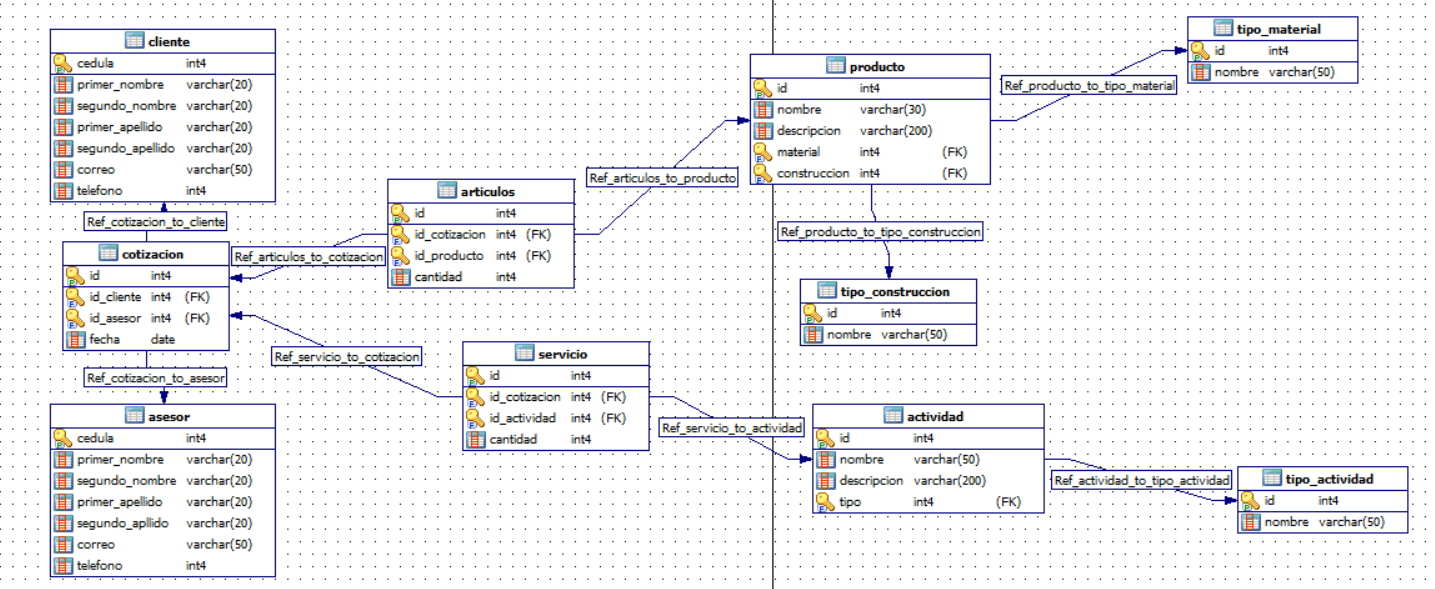 cliente
cedula int4
primer_nombre varchar(20)
segundo_nombre varchar(20)
primer_apellido varchar(20)
segundo_apellido varchar(20)
correo varchar(50)
telefono int4
Ref_cotizacion_to_cliente
cotizacion
id int4
id_cliente int4 (FK)
id_asesor int4 (FK)
fecha date
Ref_cotizacion_to_asesor
asesor
cedula int4
primer_nombre varchar(20)
segundo_nombre varchar(20)
primer_apellido varchar(20)
segundo_apllido varchar(20)
correo varchar(50)
telefono int4
Ref_articulos_to_cotizacion
articulos
id int4
id_cotizacion int4 (FK)
id_producto int4 (FK)
cantidad int4
Ref_articulos_to_producto
Ref_servicio_to_cotizacion
servicio
id int4
id_cotizacion int4 (FK)
id_actividad int4 (FK)
cantidad int4
Ref_servicio_to_actividad
producto
id int4
nombre varchar(30)
descripcion varchar(200)
material int4 (FK)
construccion int4 (FK)
Ref_producto_to_tipo_material
tipo_material
id int4
nombre varchar(50)
Ref_producto_to_tipo_construccion
tipo_construccion
id int4
nombre varchar(50)
actividad
id int4
nombre varchar(50)
descripcion varchar(200)
tipo int4 (FK)
Ref_actividad_to_tipo_actividad
tipo_actividad
id int4
nombre varchar(50)